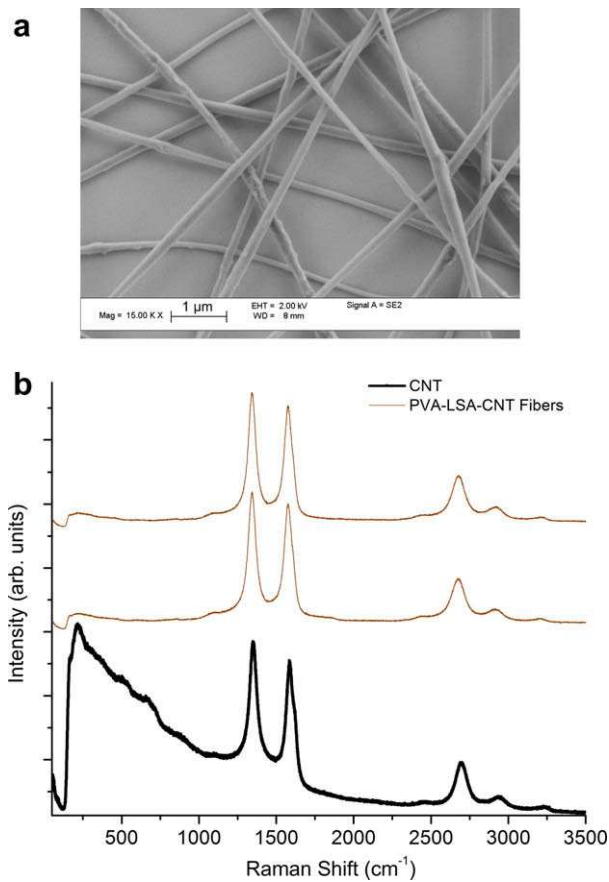 a
Mag = 15.00 K X
1 μm
EHT = 2.00 kV
Signal A = SE2
WD = 8 mm
b
CNT
PVA-LSA-CNT Fibers
Intensity (arb. units)
500 1000 1500 2000 2500 3000 3500
Raman Shift (cm⁻¹)